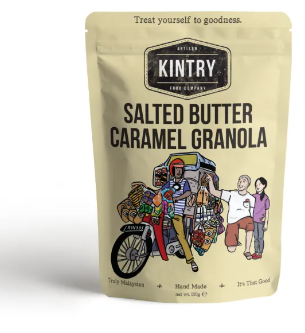 Treat yourself to goodness.
ARTISAN
KINTRY
FOOD COMPANY
SALTED BUTTER
CARAMEL GRANOLA
Truly Malaysian + Hand Made + It's That Good